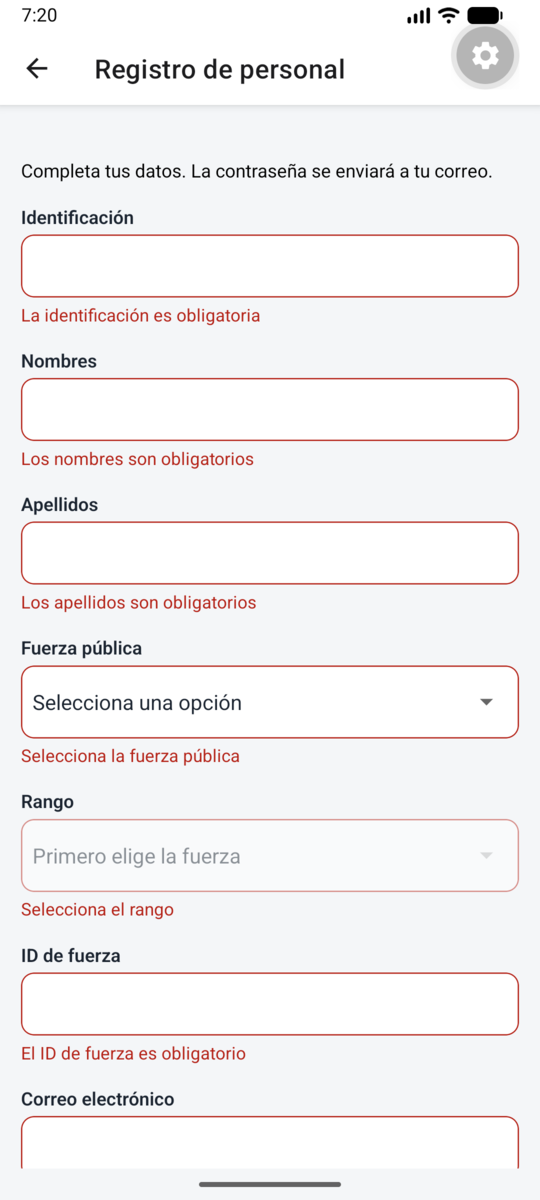 7:20
Registro de personal
Completa tus datos. La contraseña se enviará a tu correo.
Identificación
La identificación es obligatoria
Nombres
Los nombres son obligatorios
Apellidos
Los apellidos son obligatorios
Fuerza pública
Selecciona una opción
Selecciona la fuerza pública
Rango
Primero elige la fuerza
Selecciona el rango
ID de fuerza
El ID de fuerza es obligatorio
Correo electrónico